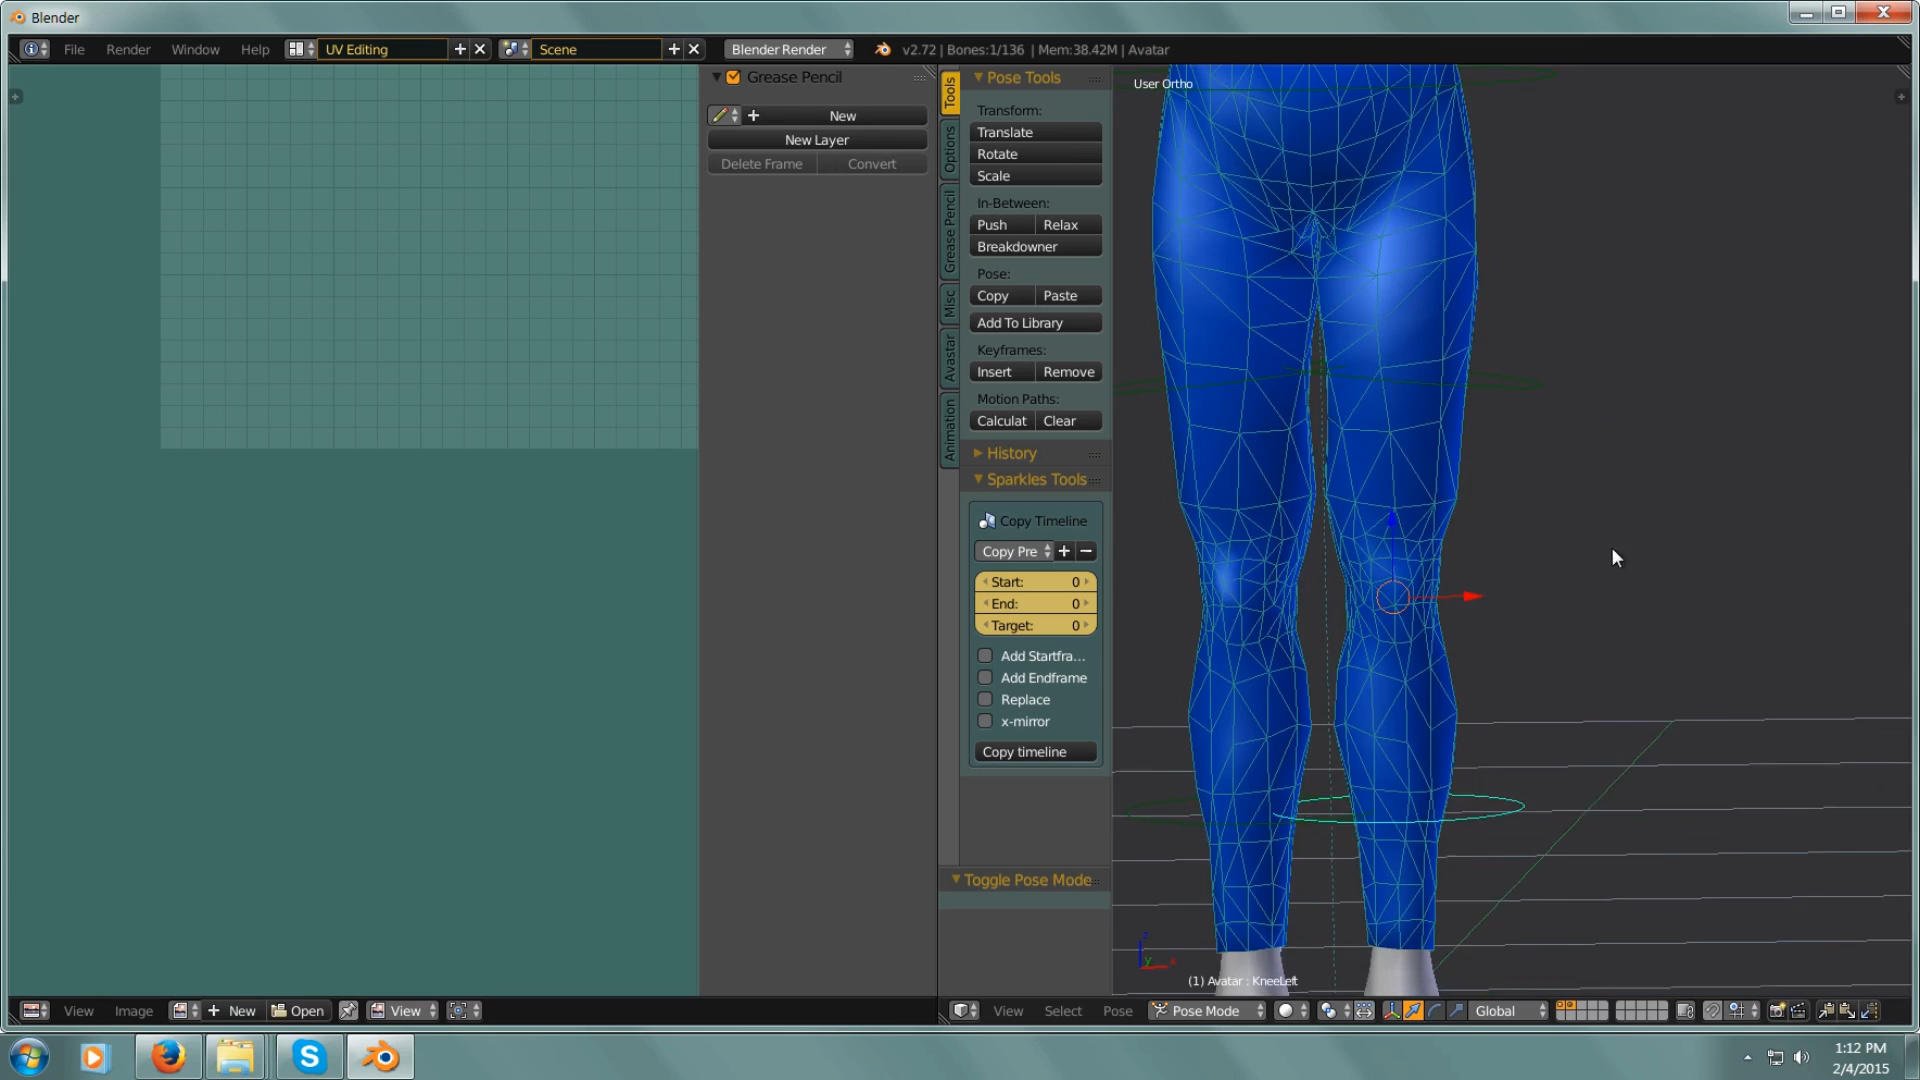 Blender
File Render Window Help UV Editing Scene Blender Render v2.72 | Bones:1/136 | Mem:38.42M | Avatar
Grease Pencil
New
New Layer
Delete Frame Convert
Tools
Options
Grease Pencil
Misc
Avastar
Animation
Pose Tools
Transform:
Translate
Rotate
Scale
In-Between:
Push Relax
Breakdowner
Pose:
Copy Paste
Add To Library
Keyframes:
Insert Remove
Motion Paths:
Calculat Clear
History
Sparkles Tools
Copy Timeline
Copy Pre
Start: 0
End: 0
Target: 0
Add Startfra...
Add Endframe
Replace
x-mirror
Copy timeline
Toggle Pose Mode
User Ortho
z
y x
(1) Avatar : KneeLeft
View Image New Open View
View Select Pose Pose Mode Global
1:12 PM
2/4/2015